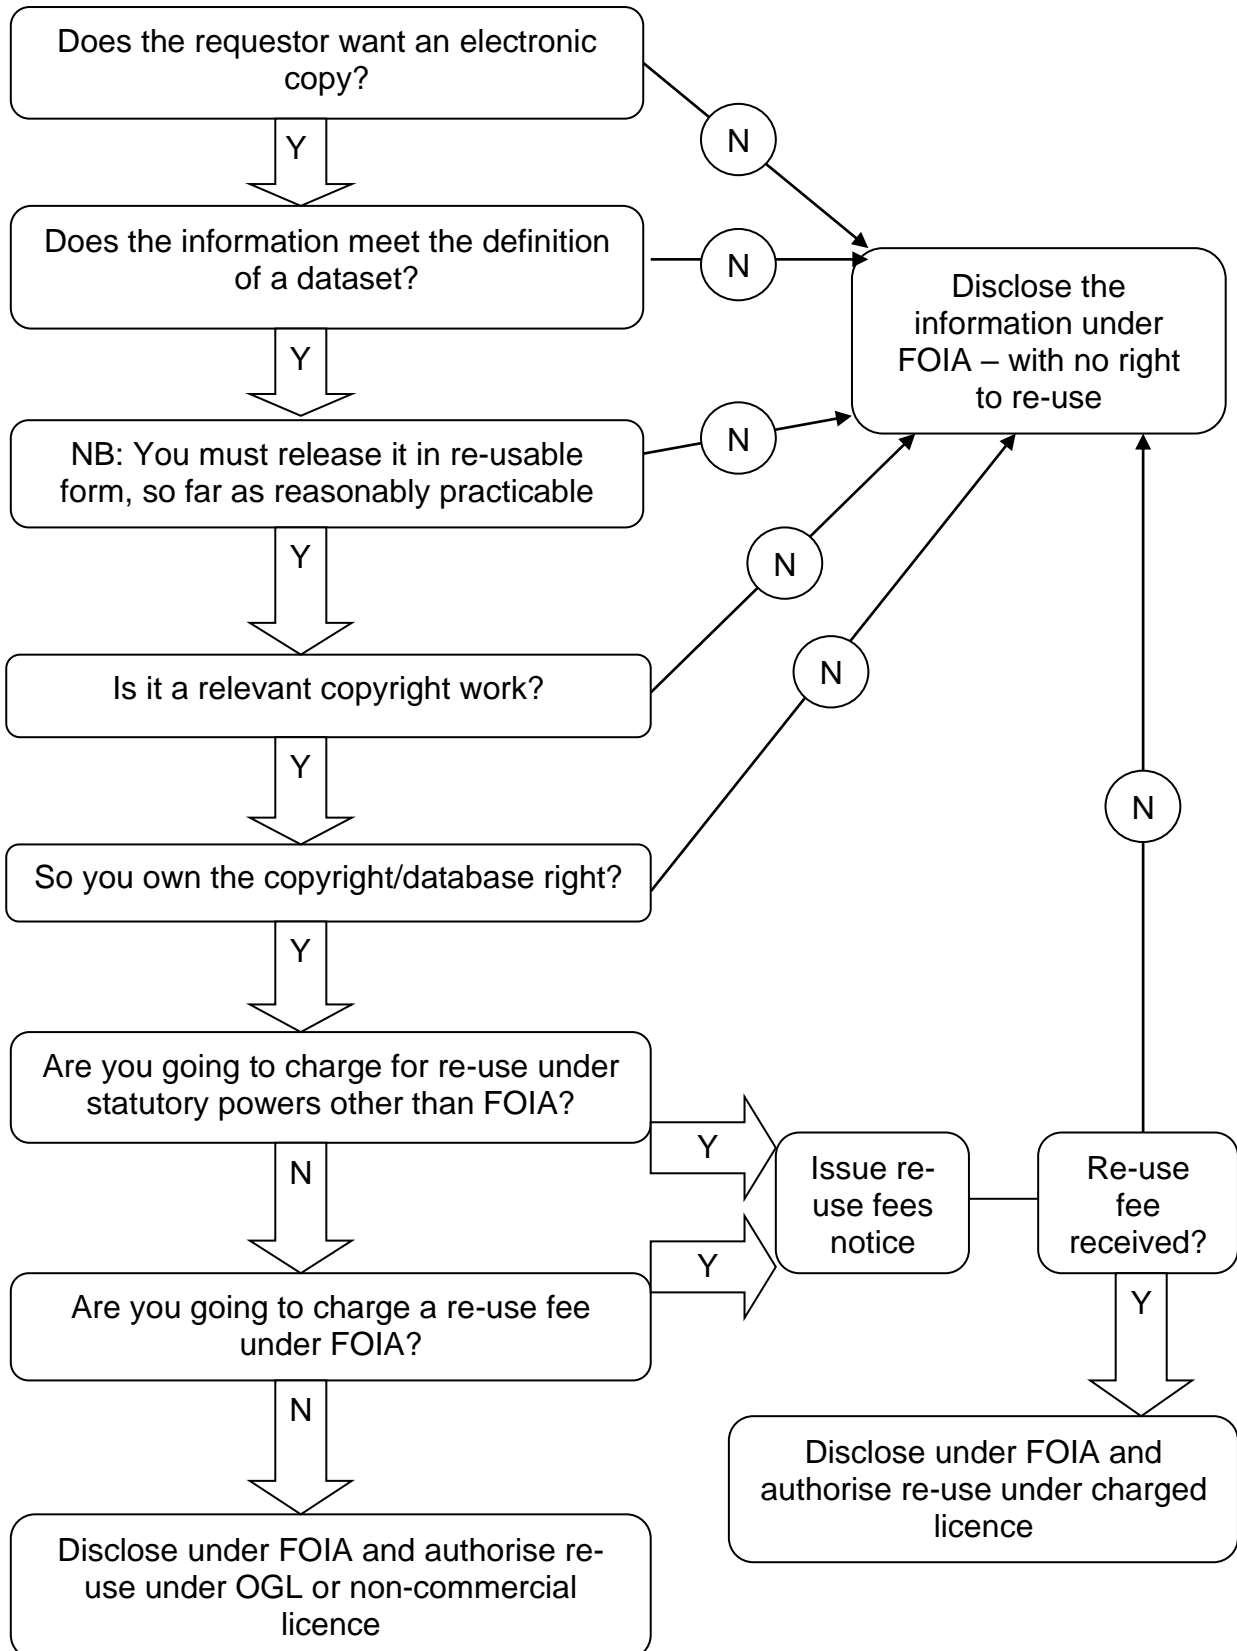 Does the requestor want an electronic
copy?
N
Y
Does the information meet the definition
of a dataset?
N
Disclose the
information under
FOIA – with no right
to re-use
Y
NB: You must release it in re-usable
form, so far as reasonably practicable
N
Y
N
Is it a relevant copyright work?
N
Y
N
So you own the copyright/database right?
Y
Are you going to charge for re-use under
statutory powers other than FOIA?
Y
Issue re-
use fees
notice
Re-use
fee
received?
N
Y
Are you going to charge a re-use fee
under FOIA?
Y
N
Disclose under FOIA and
authorise re-use under charged
licence
Disclose under FOIA and authorise re-
use under OGL or non-commercial
licence